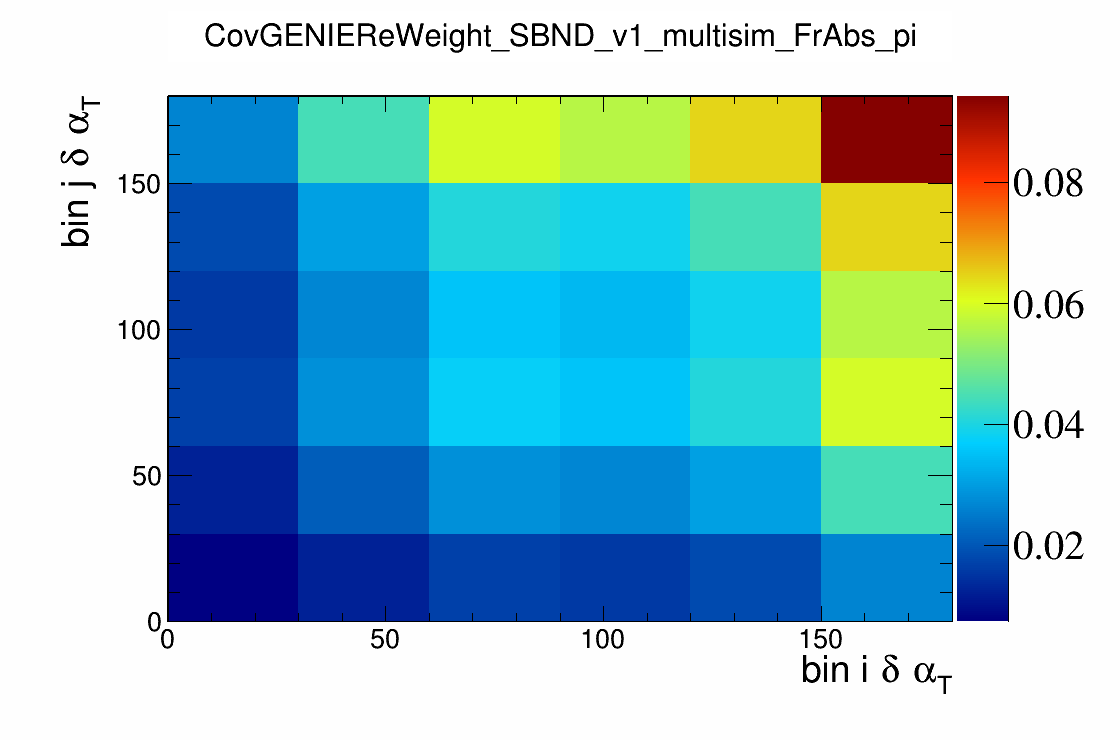 CovGENIEReWeight_SBND_v1_multisim_FrAbs_pi
bin j δ α_T
150
100
50
0
0 50 100 150
bin i δ α_T
0.08
0.06
0.04
0.02